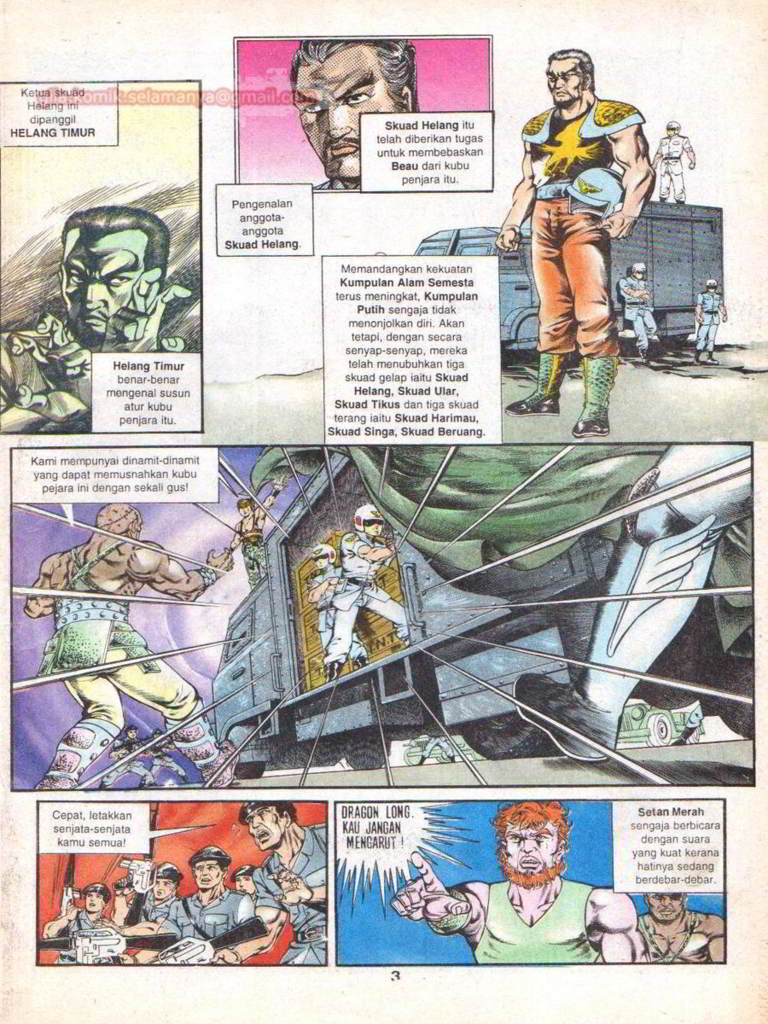 Ketua skuad
Helang ini
dipanggil
HELANG TIMUR
komik.selamanya@gmail.com
Skuad Helang itu
telah diberikan tugas
untuk membebaskan
Beau dari kubu
penjara itu.
Pengenalan
anggota-
anggota
Skuad Helang.
Helang Timur
benar-benar
mengenal susun
atur kubu
penjara itu.
Memandangkan kekuatan
Kumpulan Alam Semesta
terus meningkat, Kumpulan
Putih sengaja tidak
menonjolkan diri. Akan
tetapi, dengan secara
senyap-senyap, mereka
telah menubuhkan tiga
skuad gelap iaitu Skuad
Helang, Skuad Ular,
Skuad Tikus dan tiga skuad
terang iaitu Skuad Harimau,
Skuad Singa, Skuad Beruang.
Kami mempunyai dinamit-dinamit
yang dapat memusnahkan kubu
pejara ini dengan sekali gus!
T.N.T
Cepat, letakkan
senjata-senjata
kamu semua!
DRAGON LONG.
KAU JANGAN
MENGARUT !
Setan Merah
sengaja berbicara
dengan suara
yang kuat kerana
hatinya sedang
berdebar-debar.
3